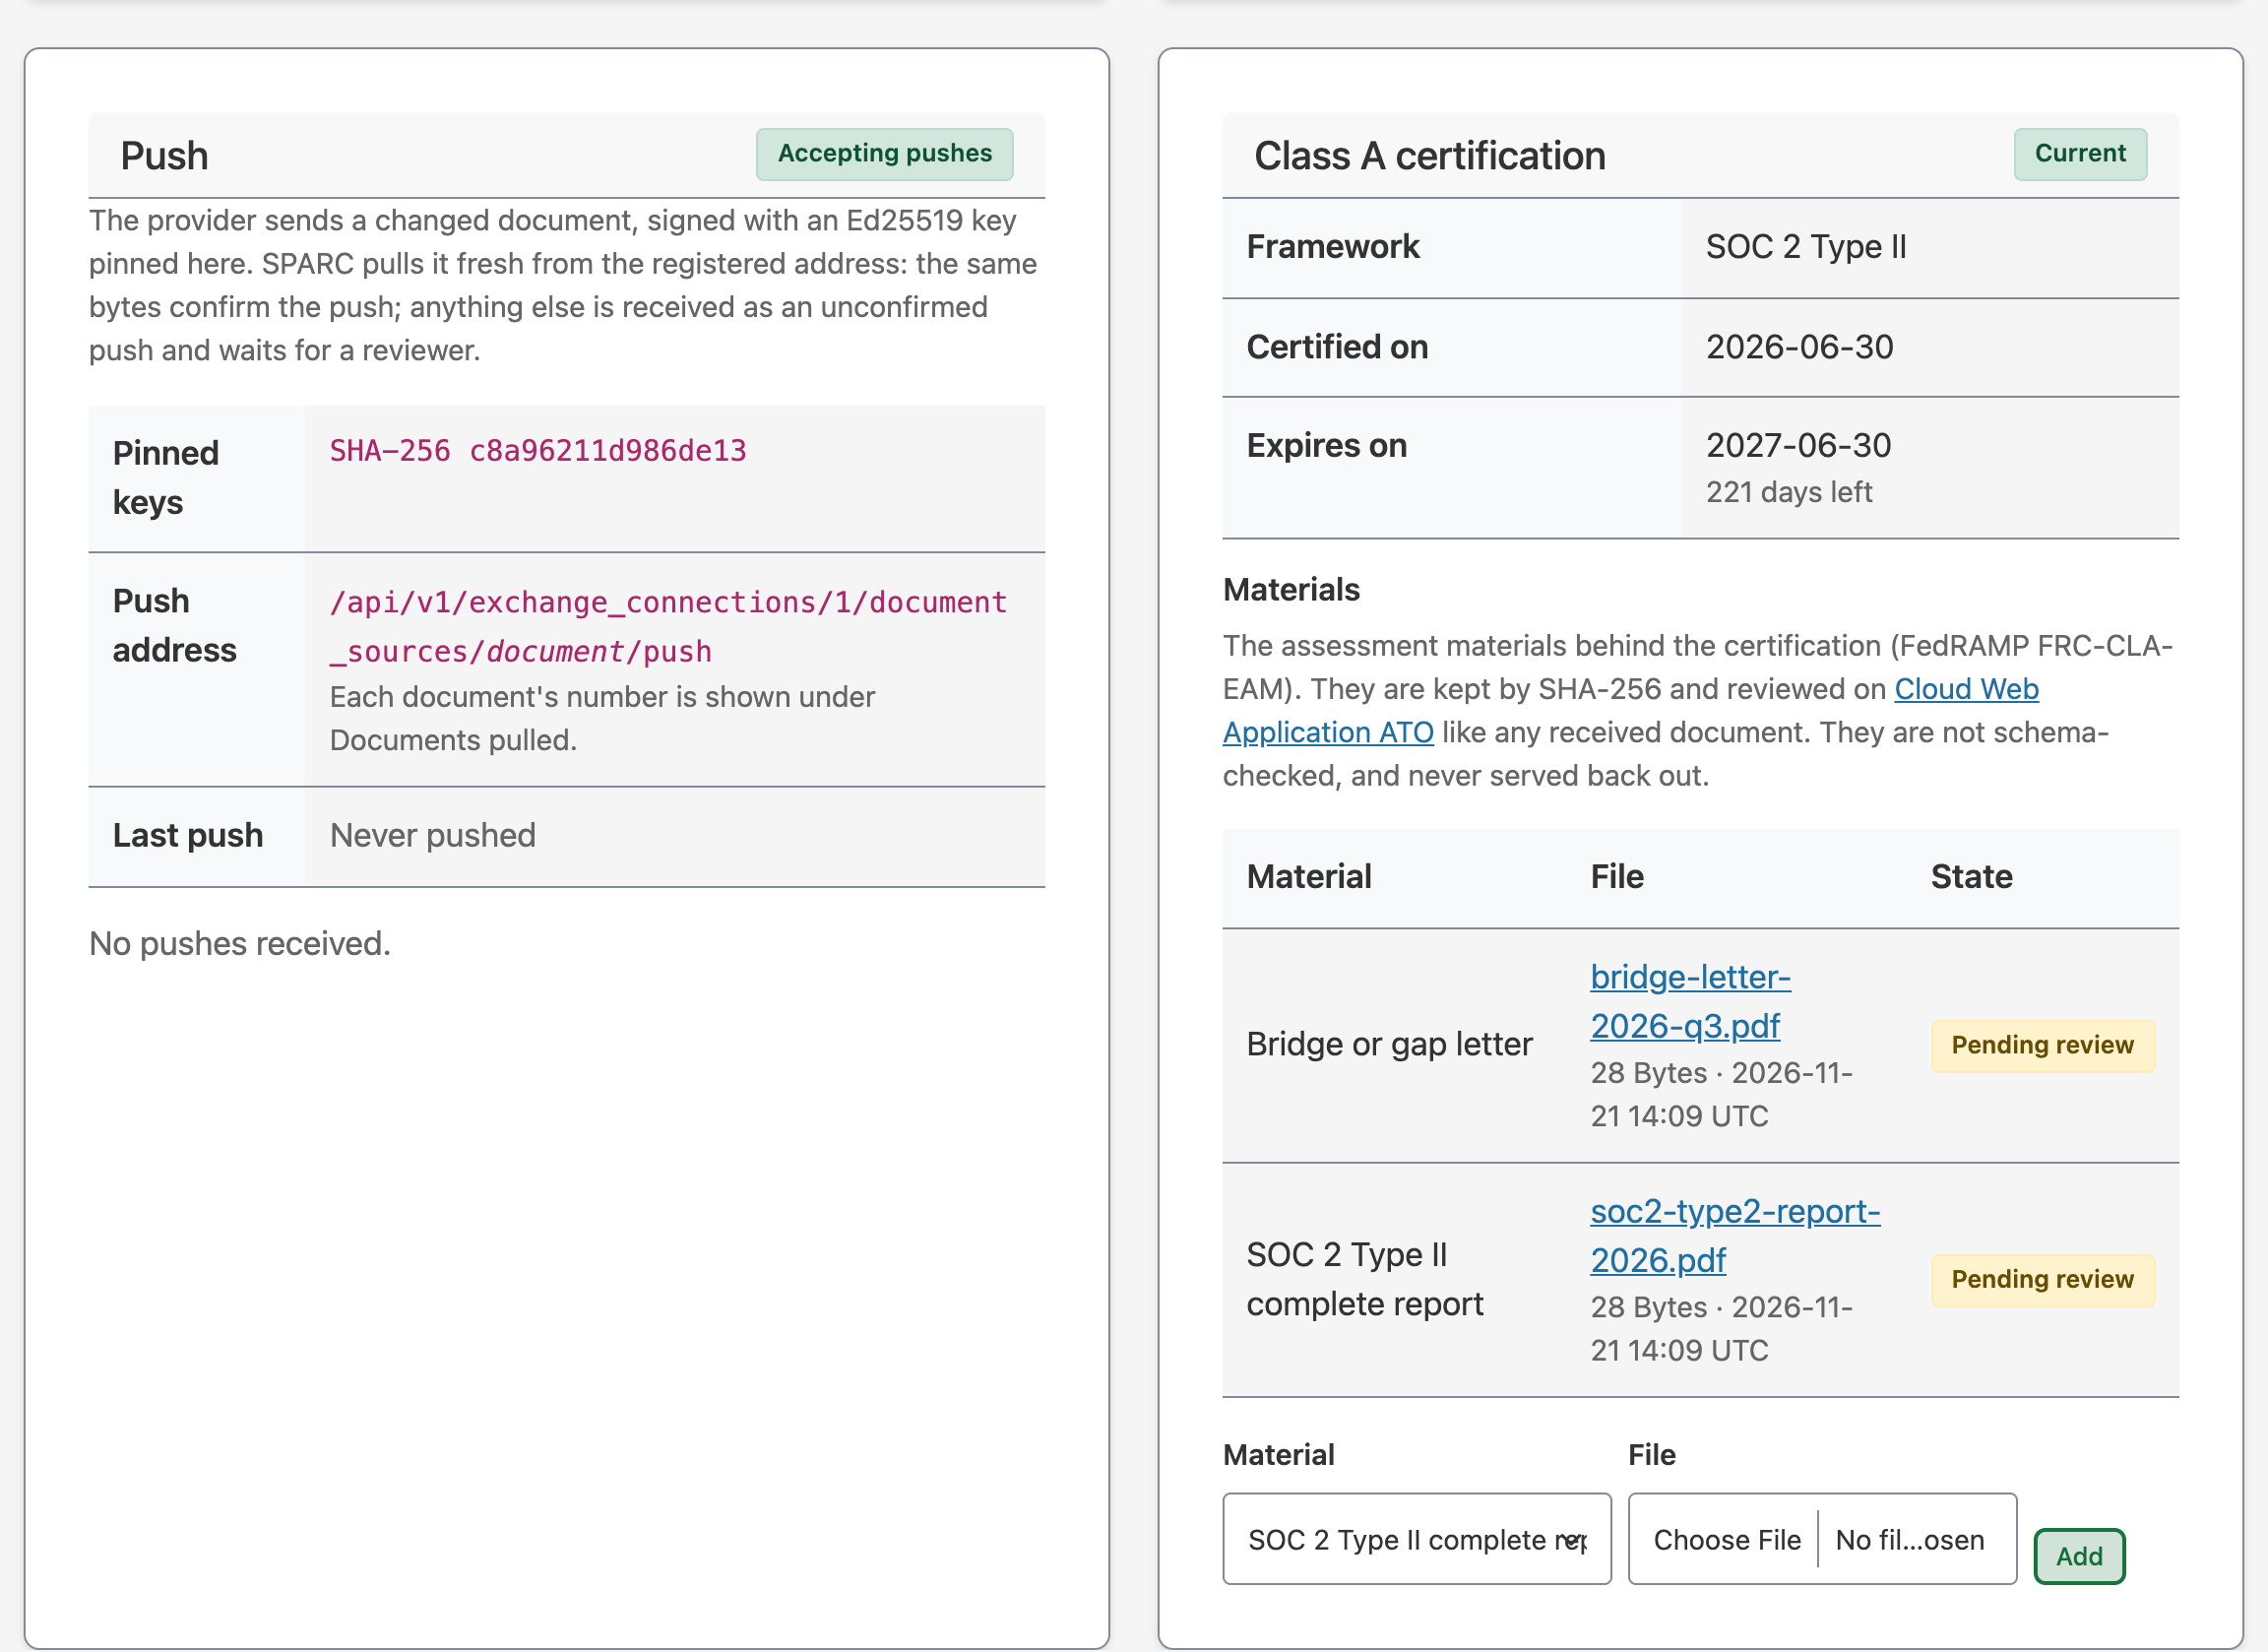 Push
Accepting pushes
The provider sends a changed document, signed with an Ed25519 key
pinned here. SPARC pulls it fresh from the registered address: the same
bytes confirm the push; anything else is received as an unconfirmed
push and waits for a reviewer.
Pinned
keys
SHA-256 c8a96211d986de13
Push
address
/api/v1/exchange_connections/1/document
_sources/document/push
Each document's number is shown under
Documents pulled.
Last push
Never pushed
No pushes received.
Class A certification
Current
Framework
SOC 2 Type II
Certified on
2026-06-30
Expires on
2027-06-30
221 days left
Materials
The assessment materials behind the certification (FedRAMP FRC-CLA-
EAM). They are kept by SHA-256 and reviewed on Cloud Web
Application ATO like any received document. They are not schema-
checked, and never served back out.
Material
File
State
Bridge or gap letter
bridge-letter-
2026-q3.pdf
28 Bytes · 2026-11-
21 14:09 UTC
Pending review
SOC 2 Type II
complete report
soc2-type2-report-
2026.pdf
28 Bytes · 2026-11-
21 14:09 UTC
Pending review
Material
File
SOC 2 Type II complete rep
Choose File
No fil...osen
Add